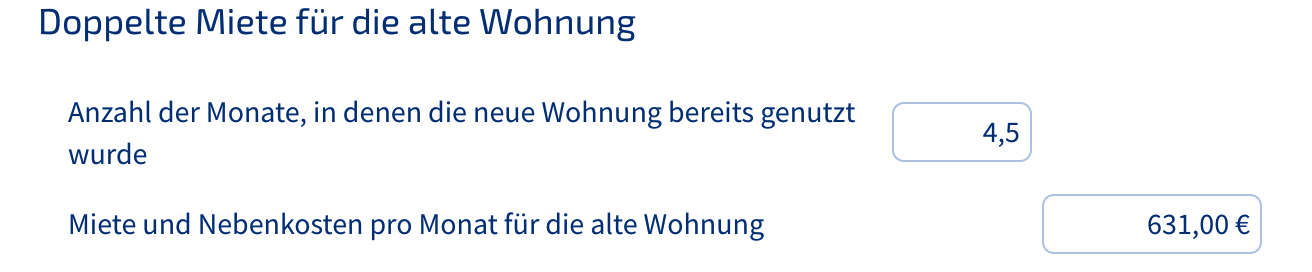 Doppelte Miete für die alte Wohnung
Anzahl der Monate, in denen die neue Wohnung bereits genutzt
wurde
4,5
Miete und Nebenkosten pro Monat für die alte Wohnung
631,00 €